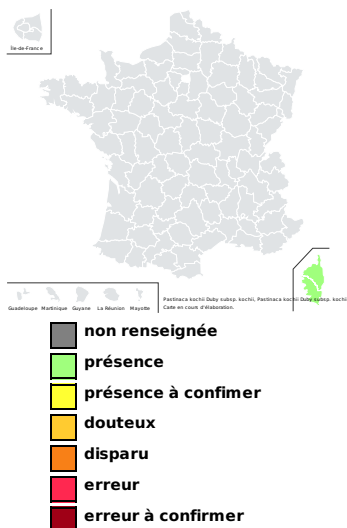 Île-de-France
Pastinaca kochii Duby subsp. kochii, Pastinaca kochii Duby subsp. kochii
Carte en cours d'élaboration.
Guadeloupe Martinique Guyane La Réunion Mayotte
non renseignée
présence
présence à confimer
douteux
disparu
erreur
erreur à confirmer